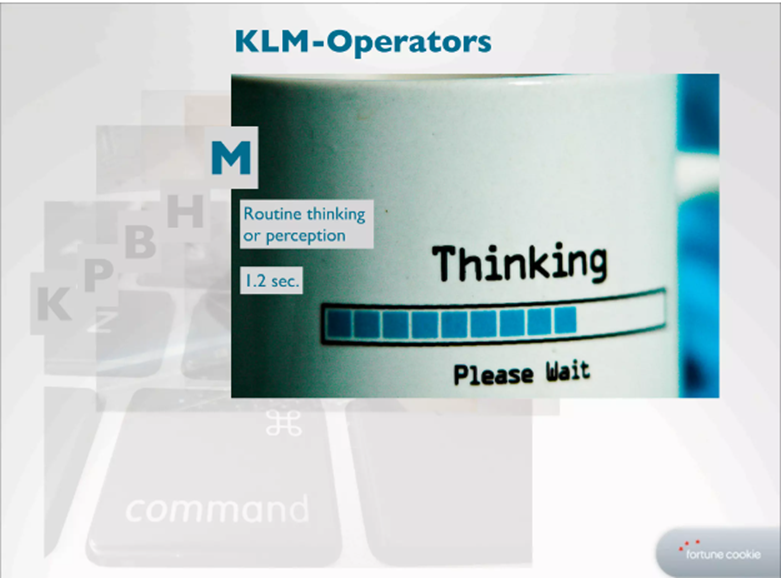 KLM-Operators
M
Routine thinking
or perception
1.2 sec.
H
B
P
K
Z
Thinking
Please Wait
⌘
command
fortune cookie